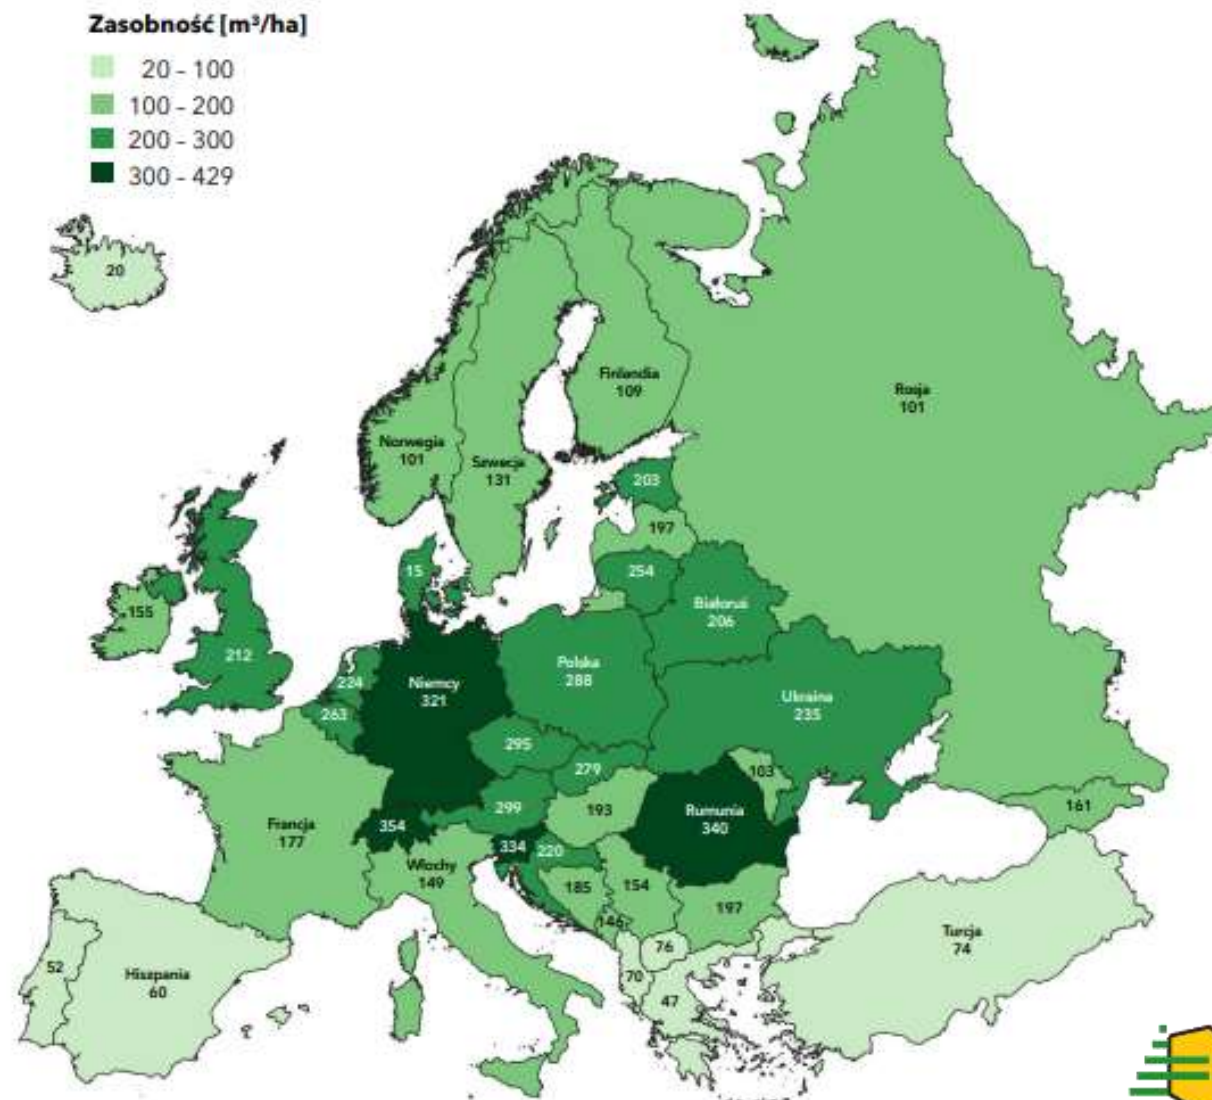 Zasobność [m³/ha]
20 - 100
100 - 200
200 - 300
300 - 429
20
Finlandia
109
Rosja
101
Norwegia
101
Szwecja
131
203
197
254
15
Białoruś
206
155
212
Polska
288
224
Niemcy
321
263
Ukraina
235
295
279
103
299
193
Rumunia
340
161
354
Francja
177
334
220
Włochy
149
185
154
146
197
76
Turcja
74
52
Hiszpania
60
70
47